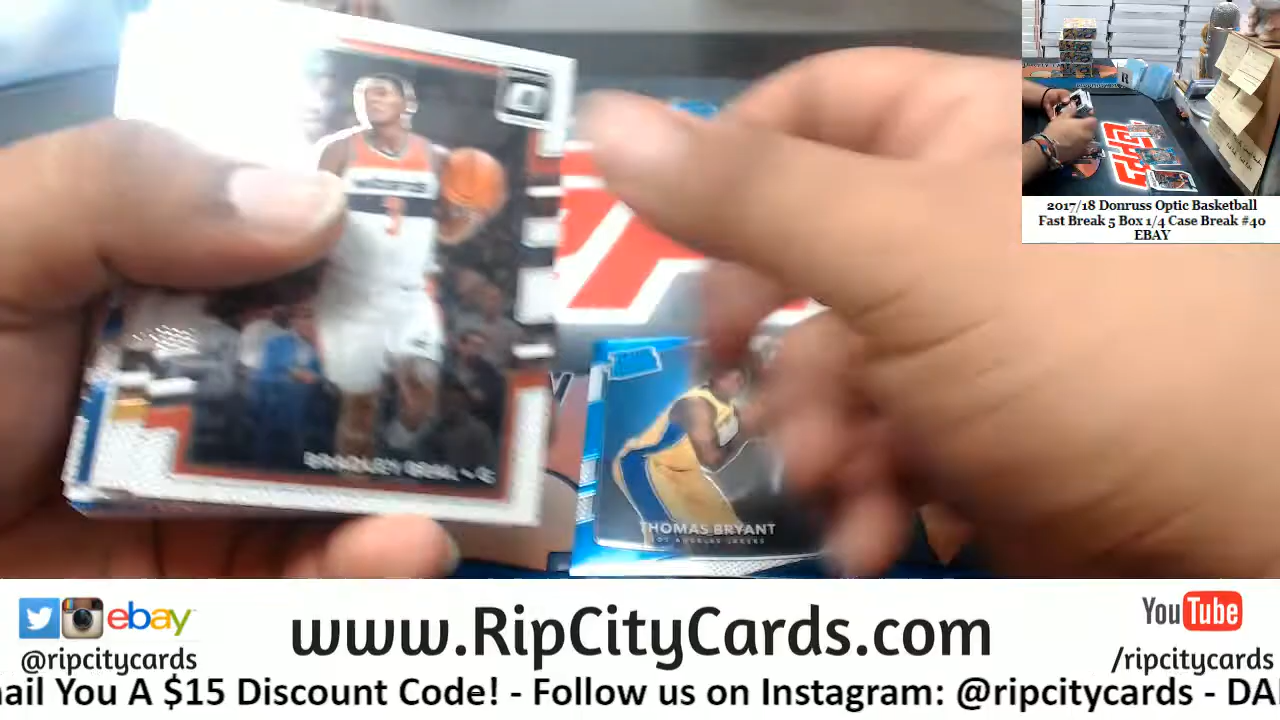 3
BRADLEY BEAL - G
THOMAS BRYANT
LOS ANGELES LAKERS
2017/18 Donruss Optic Basketball
Fast Break 5 Box 1/4 Case Break #40
EBAY
ebay
@ripcitycards
www.RipCityCards.com
YouTube
/ripcitycards
nail You A $15 Discount Code! - Follow us on Instagram: @ripcitycards - DA